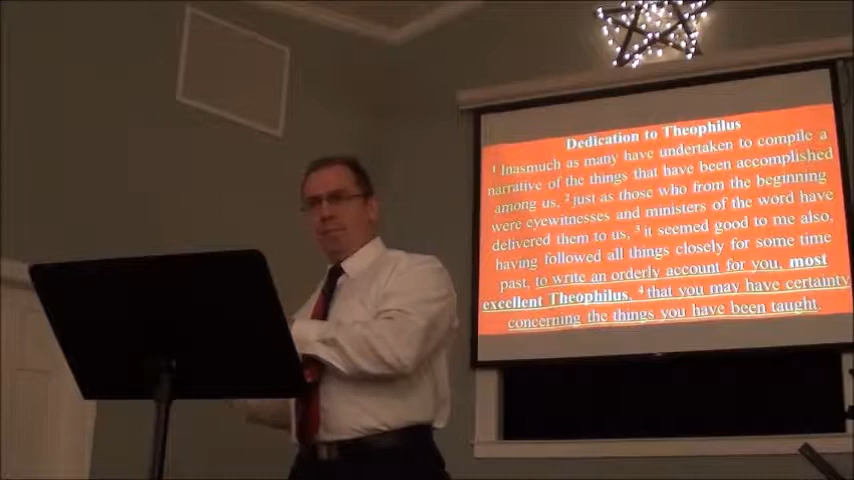 Dedication to Theophilus
1 Inasmuch as many have undertaken to compile a
narrative of the things that have been accomplished
among us, 2 just as those who from the beginning
were eyewitnesses and ministers of the word have
delivered them to us, 3 it seemed good to me also,
having followed all things closely for some time
past, to write an orderly account for you, most
excellent Theophilus, 4 that you may have certainty
concerning the things you have been taught.